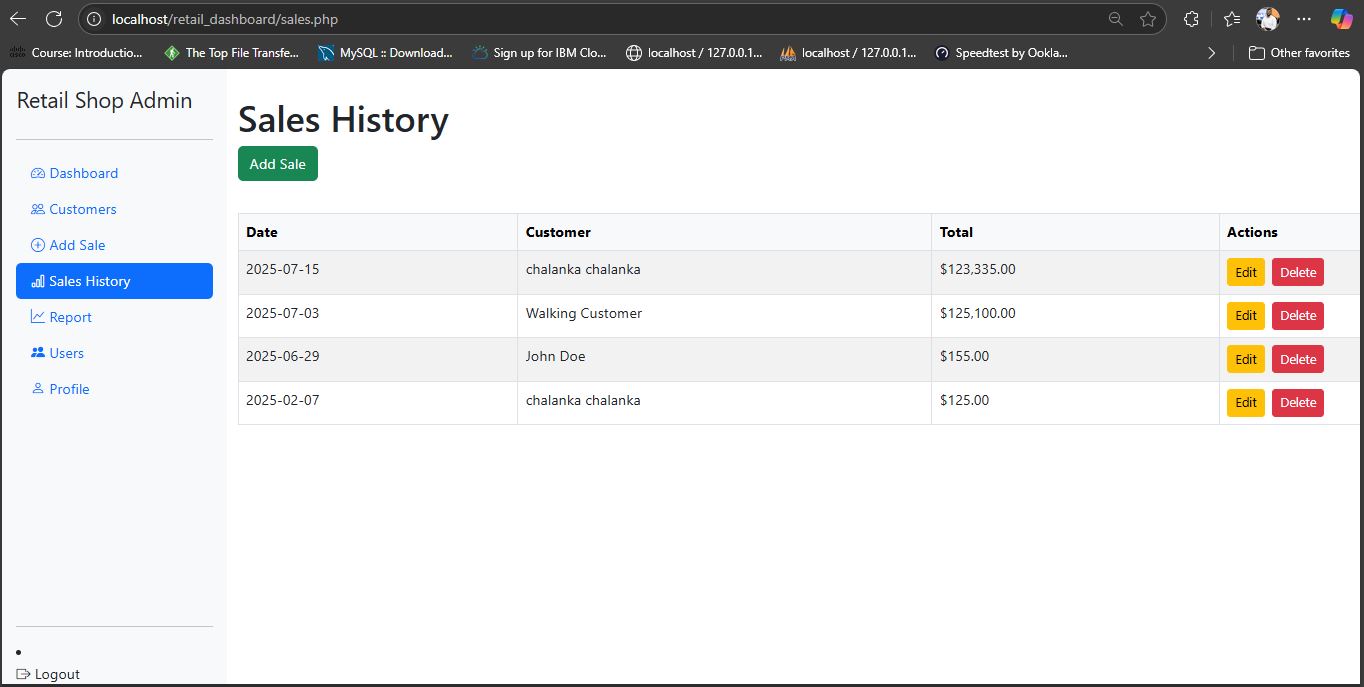 localhost/retail_dashboard/sales.php
Course: Introductio...
The Top File Transfe...
MySQL :: Download...
Sign up for IBM Clo...
localhost / 127.0.0.1...
localhost / 127.0.0.1...
Speedtest by Ookla...
Other favorites
Retail Shop Admin
Dashboard
Customers
Add Sale
Sales History
Report
Users
Profile
Logout
Sales History
Add Sale
Date Customer Total Actions
2025-07-15 chalanka chalanka $123,335.00 Edit Delete
2025-07-03 Walking Customer $125,100.00 Edit Delete
2025-06-29 John Doe $155.00 Edit Delete
2025-02-07 chalanka chalanka $125.00 Edit Delete